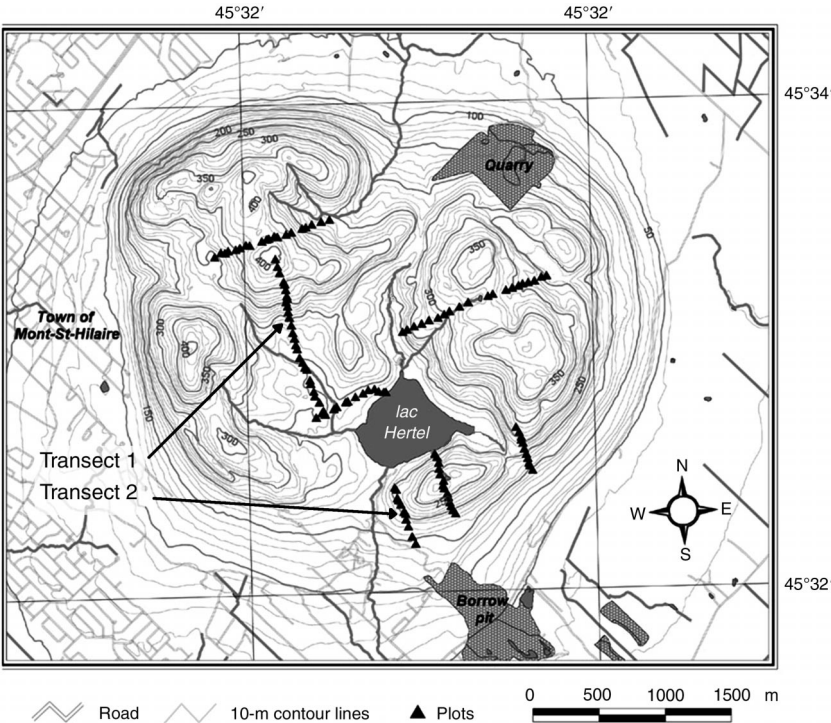 45°32′ 45°32′
45°34′
100
200 250 300
Quarry
350
400
50
350
400
300
Town of
Mont-St-Hilaire
300
400
350
350
250
150
lac
Hertel
300
Transect 1
Transect 2
N
W E
S
45°32′
Borrow
pit
0 500 1000 1500 m
Road 10-m contour lines Plots